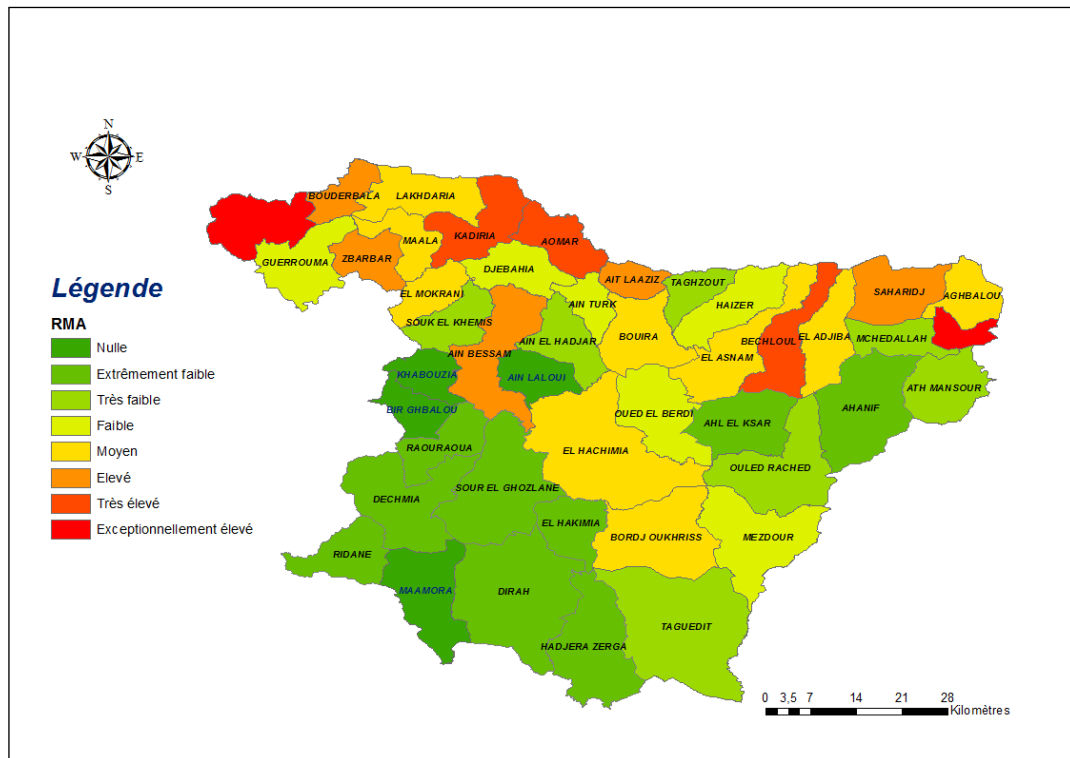 N
W E
S
Légende
RMA
Nulle
Extrêmement faible
Très faible
Faible
Moyen
Elevé
Très élevé
Exceptionnellement élevé
BOUDERBALA
LAKHDARIA
GUERROUMA
ZBARBAR
MAALA
KADIRIA
AOMAR
DJEBAHIA
EL MOKRANI
SOUK EL KHEMIS
AIN TURK
AIT LAAZIZ
TAGHZOUT
HAIZER
SAHARIDJ
AGHBALOU
BOUIRA
AIN EL HADJAR
AIN BESSAM
EL ASNAM
BECHLOUL
EL ADJIBA
MCHEDALLAH
KHABOUZIA
AIN LALOUI
ATH MANSOUR
BIR GHBALOU
OUED EL BERDI
AHL EL KSAR
AHANIF
RAOURAOUA
EL HACHIMIA
OULED RACHED
DECHMIA
SOUR EL GHOZLANE
EL HAKIMIA
BORDJ OUKHRISS
MEZDOUR
RIDANE
MAAMORA
DIRAH
TAGUEDIT
HADJERA ZERGA
0 3,5 7 14 21 28
Kilomètres